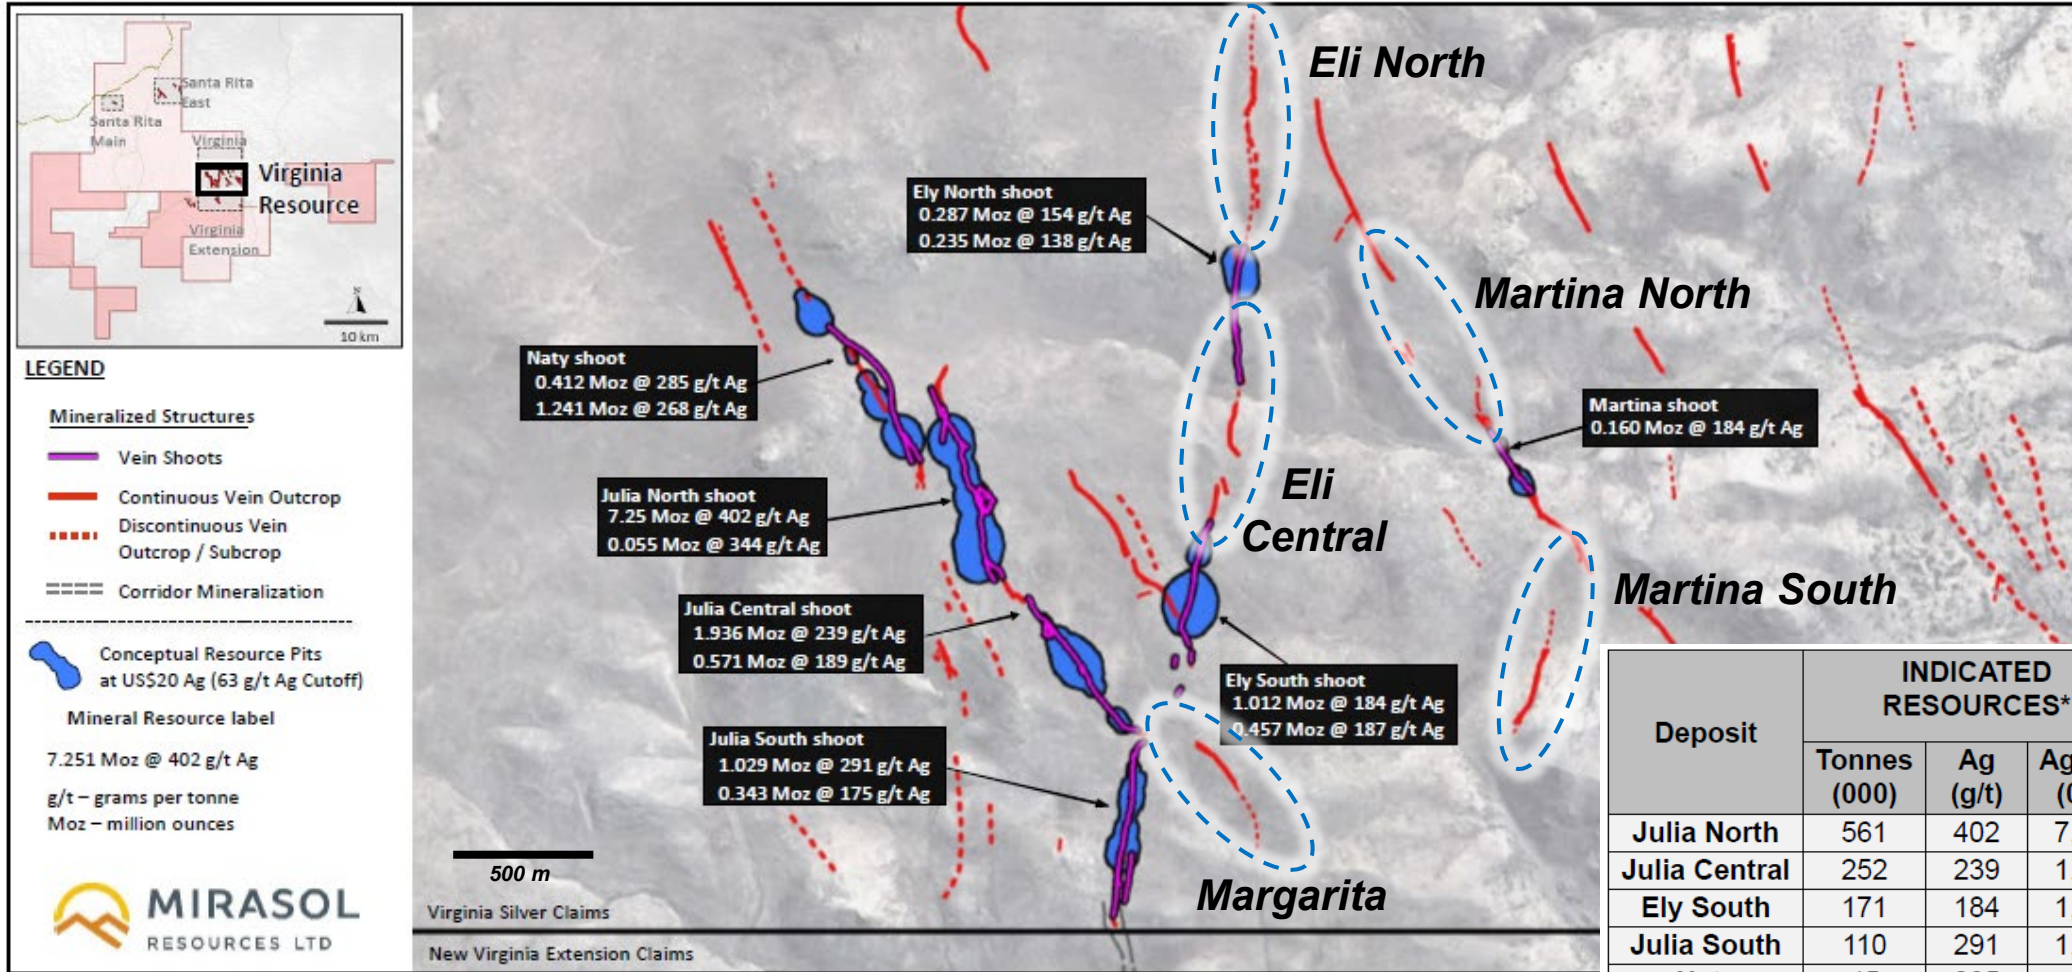 Santa Rita
East
Santa Rita
Main
Virginia
Virginia
Resource
Virginia
Extension
N
10 km
LEGEND
Mineralized Structures
Vein Shoots
Continuous Vein Outcrop
Discontinuous Vein
Outcrop / Subcrop
Corridor Mineralization
Conceptual Resource Pits
at US$20 Ag (63 g/t Ag Cutoff)
Mineral Resource label
7.251 Moz @ 402 g/t Ag
g/t – grams per tonne
Moz – million ounces
MIRASOL
RESOURCES LTD
Eli North
Ely North shoot
0.287 Moz @ 154 g/t Ag
0.235 Moz @ 138 g/t Ag
Martina North
Naty shoot
0.412 Moz @ 285 g/t Ag
1.241 Moz @ 268 g/t Ag
Martina shoot
0.160 Moz @ 184 g/t Ag
Julia North shoot
7.25 Moz @ 402 g/t Ag
0.055 Moz @ 344 g/t Ag
Eli
Central
Martina South
Julia Central shoot
1.936 Moz @ 239 g/t Ag
0.571 Moz @ 189 g/t Ag
Ely South shoot
1.012 Moz @ 184 g/t Ag
0.457 Moz @ 187 g/t Ag
Julia South shoot
1.029 Moz @ 291 g/t Ag
0.343 Moz @ 175 g/t Ag
Margarita
500 m
Virginia Silver Claims
New Virginia Extension Claims
INDICATED
RESOURCES*
Deposit
Tonnes (000) Ag (g/t) Ag
Julia North 561 402 7
Julia Central 252 239 1
Ely South 171 184 1
Julia South 110 291 1